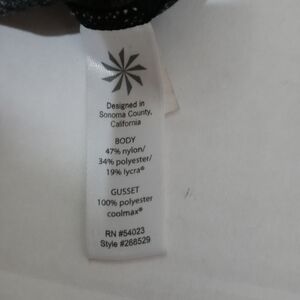 Designed in
Sonoma County,
California
BODY
47% nylon/
34% polyester/
19% lycra®
GUSSET
100% polyester
coolmax®
RN #54023
Style #268529